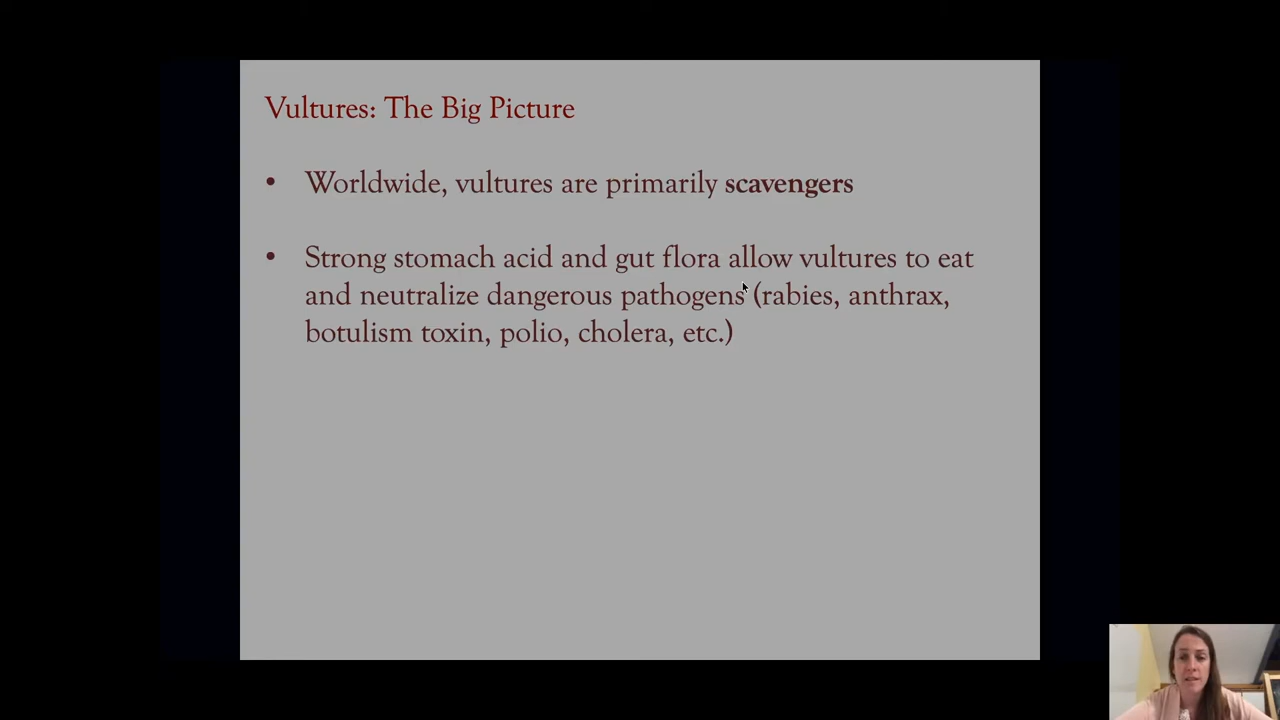 Vultures: The Big Picture
• Worldwide, vultures are primarily scavengers
• Strong stomach acid and gut flora allow vultures to eat
and neutralize dangerous pathogens (rabies, anthrax,
botulism toxin, polio, cholera, etc.)